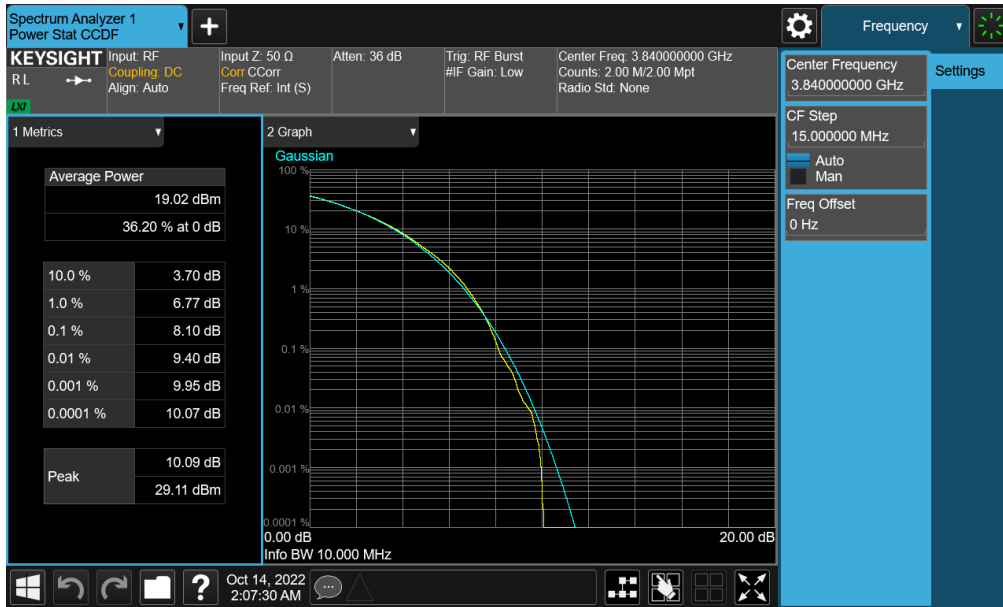 Spectrum Analyzer 1
Power Stat CCDF
+
Frequency
KEYSIGHT
R L
LXI
Input: RF
Coupling: DC
Align: Auto
Input Z: 50 Ω
Corr CCorr
Freq Ref: Int (S)
Atten: 36 dB
Trig: RF Burst
#IF Gain: Low
Center Freq: 3.840000000 GHz
Counts: 2.00 M/2.00 Mpt
Radio Std: None
Center Frequency
3.840000000 GHz
Settings
CF Step
15.000000 MHz
Auto
Man
Freq Offset
0 Hz
1 Metrics
Average Power
19.02 dBm
36.20 % at 0 dB
10.0 % 3.70 dB
1.0 % 6.77 dB
0.1 % 8.10 dB
0.01 % 9.40 dB
0.001 % 9.95 dB
0.0001 % 10.07 dB
Peak
10.09 dB
29.11 dBm
2 Graph
Gaussian
100 %
10 %
1 %
0.1 %
0.01 %
0.001 %
0.0001 %
0.00 dB 20.00 dB
Info BW 10.000 MHz
?
Oct 14, 2022
2:07:30 AM